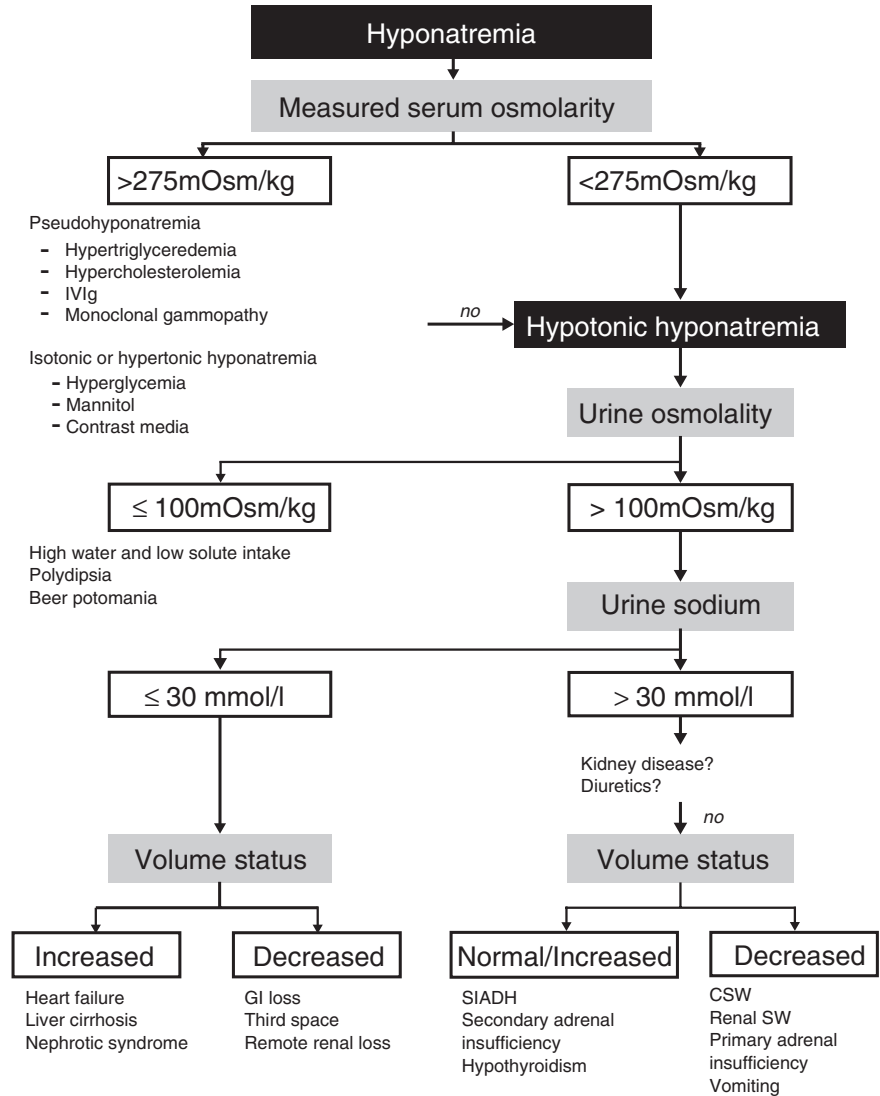 Hyponatremia
Measured serum osmolarity
>275mOsm/kg
<275mOsm/kg
Pseudohyponatremia
- Hypertriglyceredemia
- Hypercholesterolemia
- IVIg
- Monoclonal gammopathy
no
Hypotonic hyponatremia
Isotonic or hypertonic hyponatremia
- Hyperglycemia
- Mannitol
- Contrast media
Urine osmolality
≤ 100mOsm/kg
> 100mOsm/kg
High water and low solute intake
Polydipsia
Beer potomania
Urine sodium
≤ 30 mmol/l
> 30 mmol/l
Kidney disease?
Diuretics?
no
Volume status
Volume status
Increased
Decreased
Normal/Increased
Decreased
Heart failure
Liver cirrhosis
Nephrotic syndrome
GI loss
Third space
Remote renal loss
SIADH
Secondary adrenal
insufficiency
Hypothyroidism
CSW
Renal SW
Primary adrenal
insufficiency
Vomiting